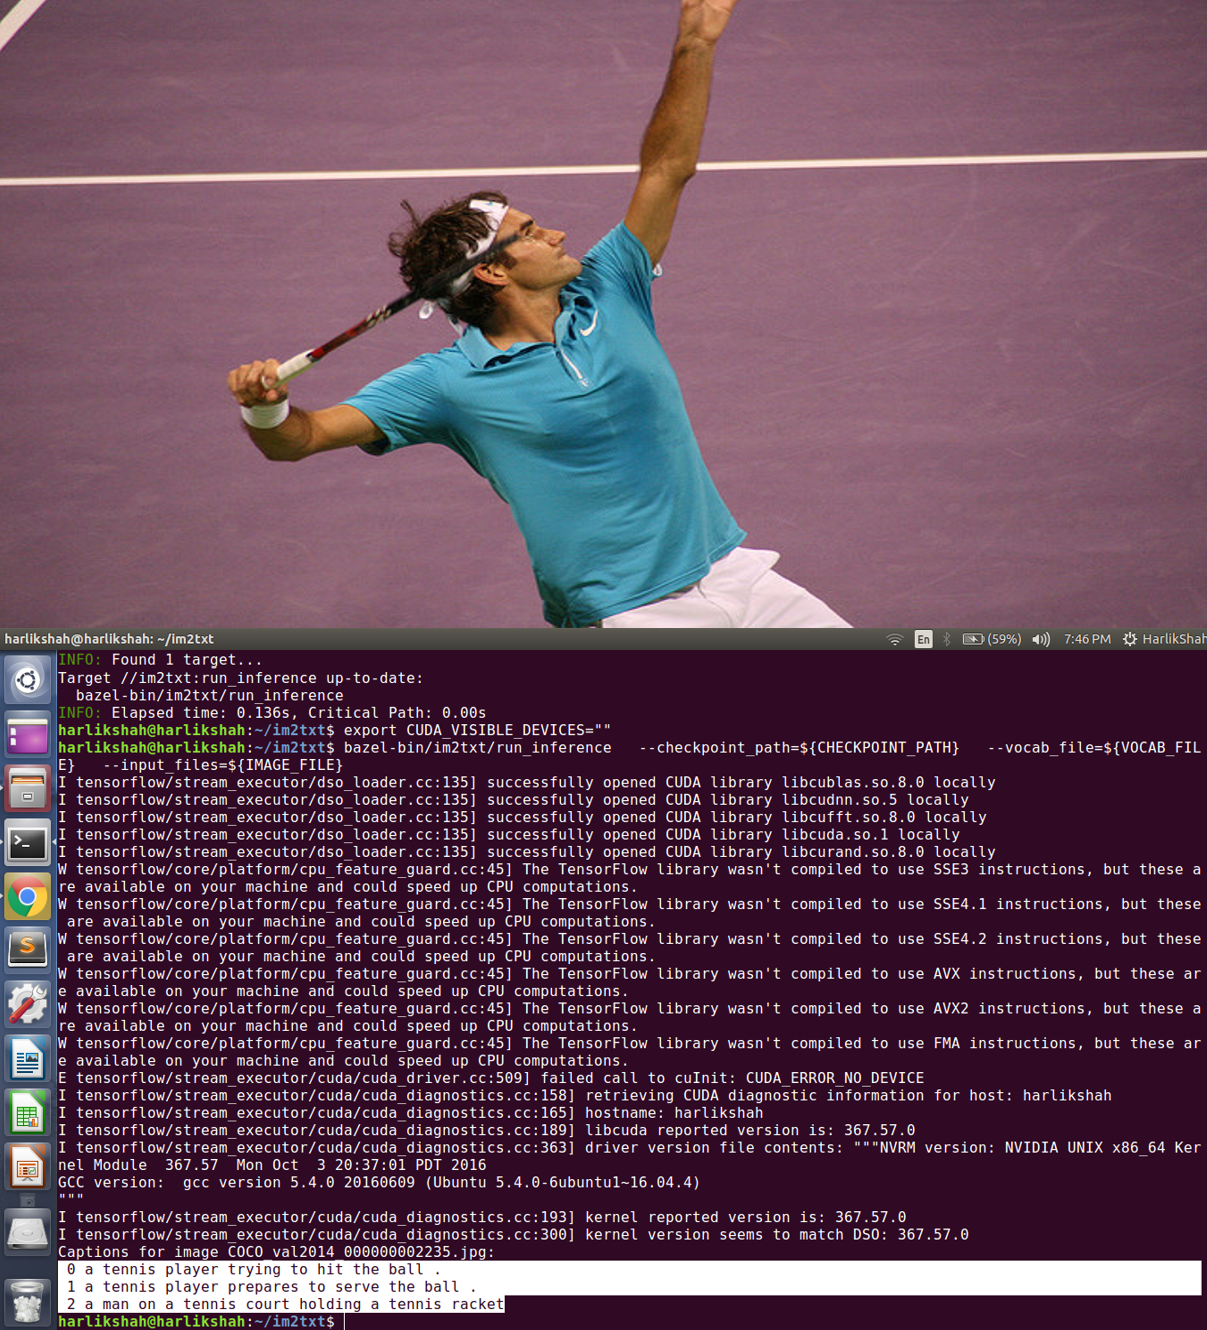 harlikshah@harlikshah: ~/im2txt
En
(59%)
7:46 PM
HarlikShah
INFO: Found 1 target...
Target //im2txt:run_inference up-to-date:
  bazel-bin/im2txt/run_inference
INFO: Elapsed time: 0.136s, Critical Path: 0.00s
harlikshah@harlikshah:~/im2txt$ export CUDA_VISIBLE_DEVICES=""
harlikshah@harlikshah:~/im2txt$ bazel-bin/im2txt/run_inference   --checkpoint_path=${CHECKPOINT_PATH}   --vocab_file=${VOCAB_FIL
E}   --input_files=${IMAGE_FILE}
I tensorflow/stream_executor/dso_loader.cc:135] successfully opened CUDA library libcublas.so.8.0 locally
I tensorflow/stream_executor/dso_loader.cc:135] successfully opened CUDA library libcudnn.so.5 locally
I tensorflow/stream_executor/dso_loader.cc:135] successfully opened CUDA library libcufft.so.8.0 locally
I tensorflow/stream_executor/dso_loader.cc:135] successfully opened CUDA library libcuda.so.1 locally
I tensorflow/stream_executor/dso_loader.cc:135] successfully opened CUDA library libcurand.so.8.0 locally
W tensorflow/core/platform/cpu_feature_guard.cc:45] The TensorFlow library wasn't compiled to use SSE3 instructions, but these a
re available on your machine and could speed up CPU computations.
W tensorflow/core/platform/cpu_feature_guard.cc:45] The TensorFlow library wasn't compiled to use SSE4.1 instructions, but these
 are available on your machine and could speed up CPU computations.
W tensorflow/core/platform/cpu_feature_guard.cc:45] The TensorFlow library wasn't compiled to use SSE4.2 instructions, but these
 are available on your machine and could speed up CPU computations.
W tensorflow/core/platform/cpu_feature_guard.cc:45] The TensorFlow library wasn't compiled to use AVX instructions, but these ar
e available on your machine and could speed up CPU computations.
W tensorflow/core/platform/cpu_feature_guard.cc:45] The TensorFlow library wasn't compiled to use AVX2 instructions, but these a
re available on your machine and could speed up CPU computations.
W tensorflow/core/platform/cpu_feature_guard.cc:45] The TensorFlow library wasn't compiled to use FMA instructions, but these ar
e available on your machine and could speed up CPU computations.
E tensorflow/stream_executor/cuda/cuda_driver.cc:509] failed call to cuInit: CUDA_ERROR_NO_DEVICE
I tensorflow/stream_executor/cuda/cuda_diagnostics.cc:158] retrieving CUDA diagnostic information for host: harlikshah
I tensorflow/stream_executor/cuda/cuda_diagnostics.cc:165] hostname: harlikshah
I tensorflow/stream_executor/cuda/cuda_diagnostics.cc:189] libcuda reported version is: 367.57.0
I tensorflow/stream_executor/cuda/cuda_diagnostics.cc:363] driver version file contents: """NVRM version: NVIDIA UNIX x86_64 Ker
nel Module  367.57  Mon Oct  3 20:37:01 PDT 2016
GCC version:  gcc version 5.4.0 20160609 (Ubuntu 5.4.0-6ubuntu1~16.04.4)
"""
I tensorflow/stream_executor/cuda/cuda_diagnostics.cc:193] kernel reported version is: 367.57.0
I tensorflow/stream_executor/cuda/cuda_diagnostics.cc:300] kernel version seems to match DSO: 367.57.0
Captions for image COCO_val2014_000000002235.jpg:
 0 a tennis player trying to hit the ball .
 1 a tennis player prepares to serve the ball .
 2 a man on a tennis court holding a tennis racket
harlikshah@harlikshah:~/im2txt$